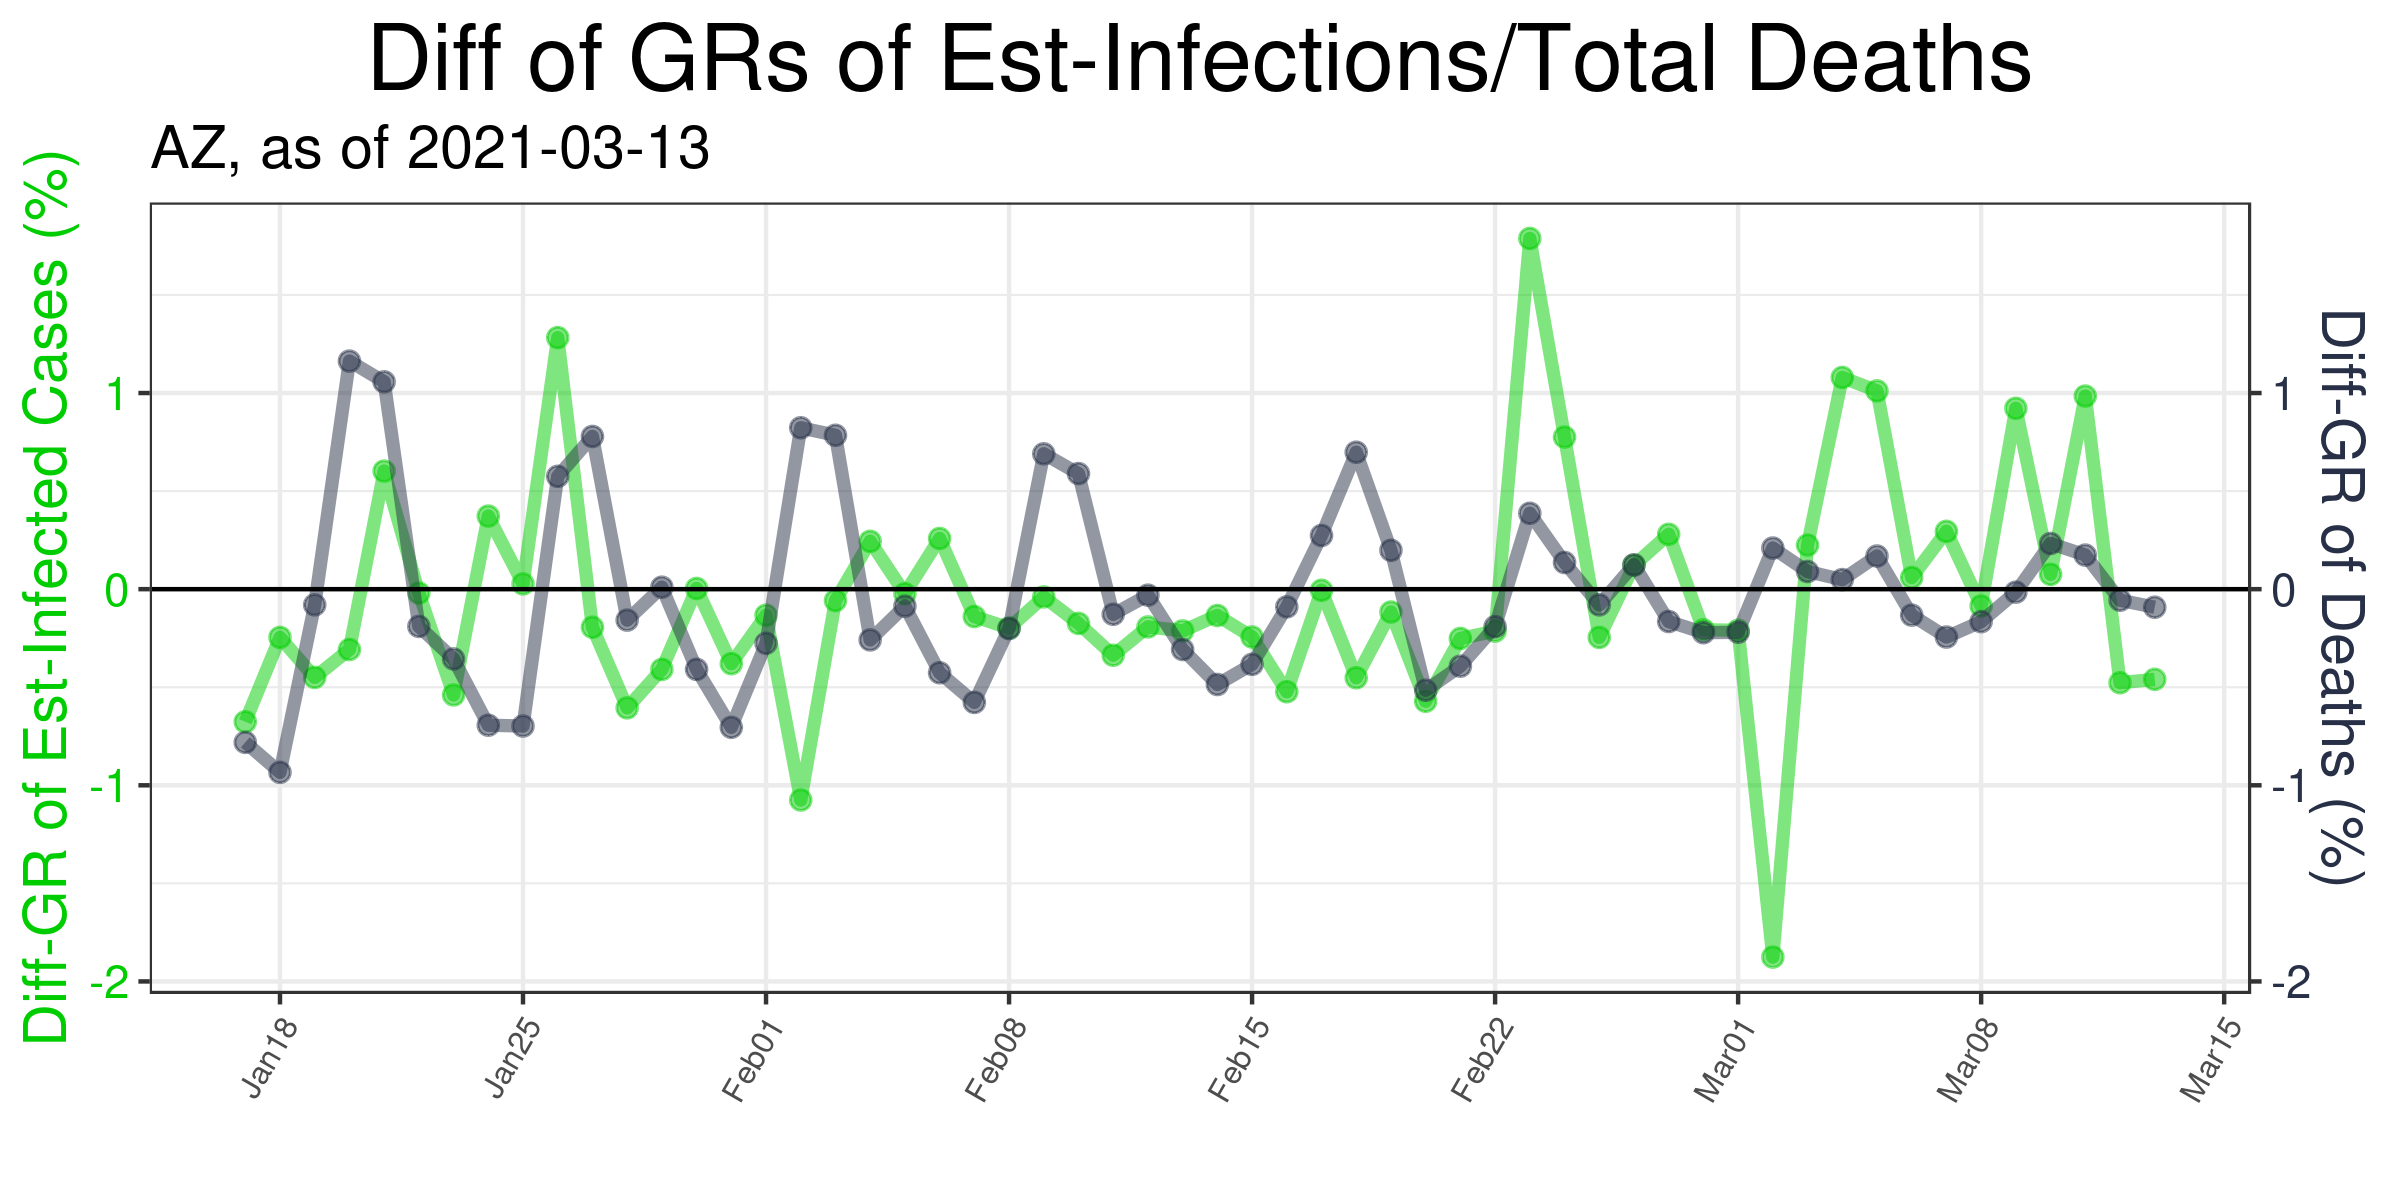 Diff of GRs of Est-Infections/Total Deaths
AZ, as of 2021-03-13
Diff-GR of Est-Infected Cases (%)
1
0
-1
-2
1
0
-1
-2
Diff-GR of Deaths (%)
Jan18
Jan25
Feb01
Feb08
Feb15
Feb22
Mar01
Mar08
Mar15